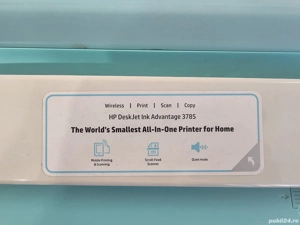 Wireless | Print | Scan | Copy
HP DeskJet Ink Advantage 3785
The World's Smallest All-In-One Printer for Home
Mobile Printing & Scanning
Scroll Feed Scanner
Quiet mode
publi24.ro